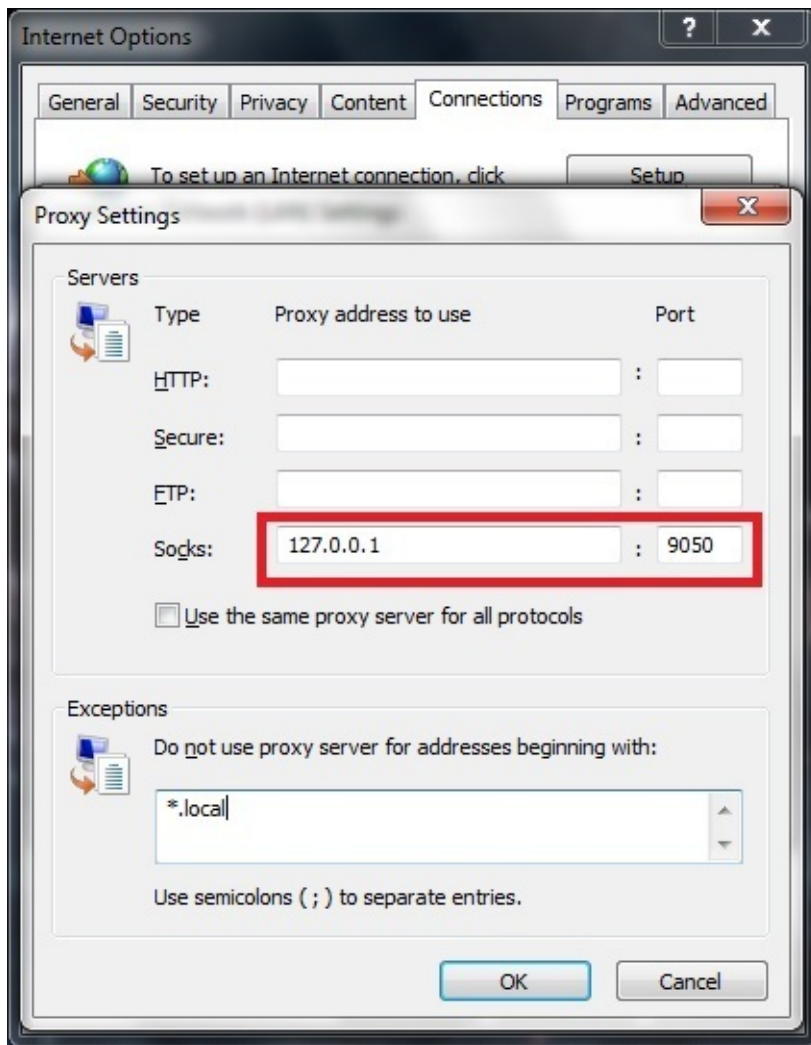 Internet Options
? X
General Security Privacy Content Connections Programs Advanced
To set up an Internet connection, click Setup
Proxy Settings X
Servers
Type Proxy address to use Port
HTTP: :
Secure: :
FTP: :
Socks: 127.0.0.1 : 9050
Use the same proxy server for all protocols
Exceptions
Do not use proxy server for addresses beginning with:
*.local
Use semicolons ( ; ) to separate entries.
OK Cancel